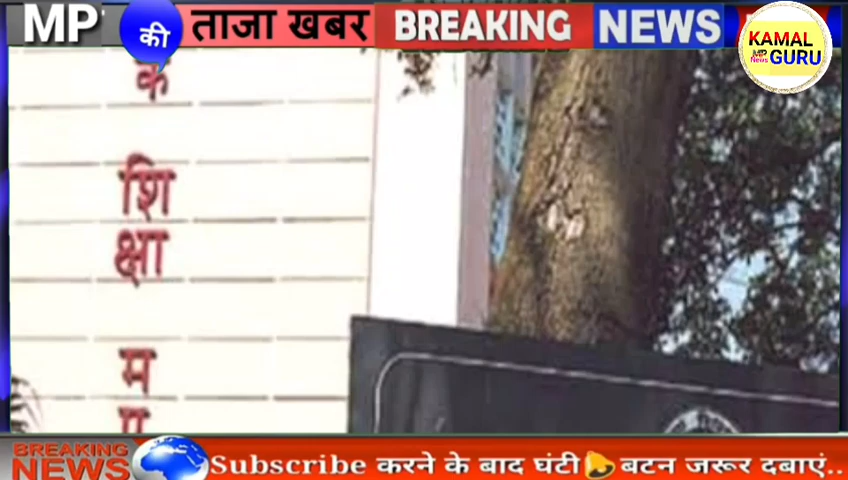 MP की ताजा खबर BREAKING NEWS
KAMAL
MP
News GURU
क
शि
क्षा
म
BREAKING
NEWS
Subscribe करने के बाद घंटी बटन जरूर दबाएं..